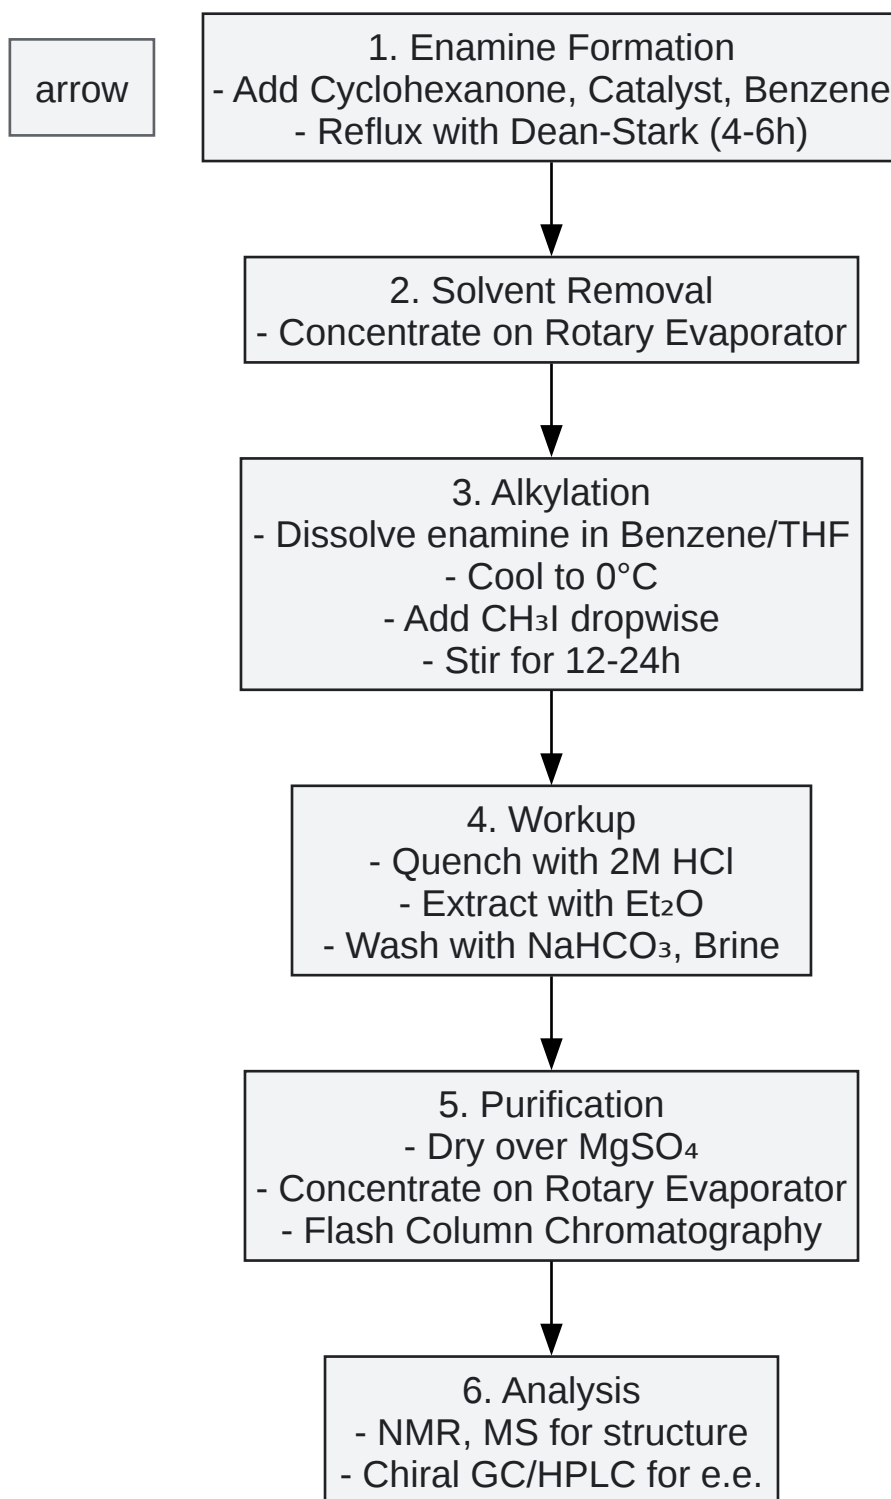 arrow
1. Enamine Formation
- Add Cyclohexanone, Catalyst, Benzene
- Reflux with Dean-Stark (4-6h)
2. Solvent Removal
- Concentrate on Rotary Evaporator
3. Alkylation
- Dissolve enamine in Benzene/THF
- Cool to 0°C
- Add CH₃I dropwise
- Stir for 12-24h
4. Workup
- Quench with 2M HCl
- Extract with Et₂O
- Wash with NaHCO₃, Brine
5. Purification
- Dry over MgSO₄
- Concentrate on Rotary Evaporator
- Flash Column Chromatography
6. Analysis
- NMR, MS for structure
- Chiral GC/HPLC for e.e.